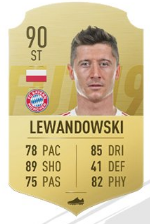 90
ST
LEWANDOWSKI
78 PAC 85 DRI
89 SHO 41 DEF
75 PAS 82 PHY